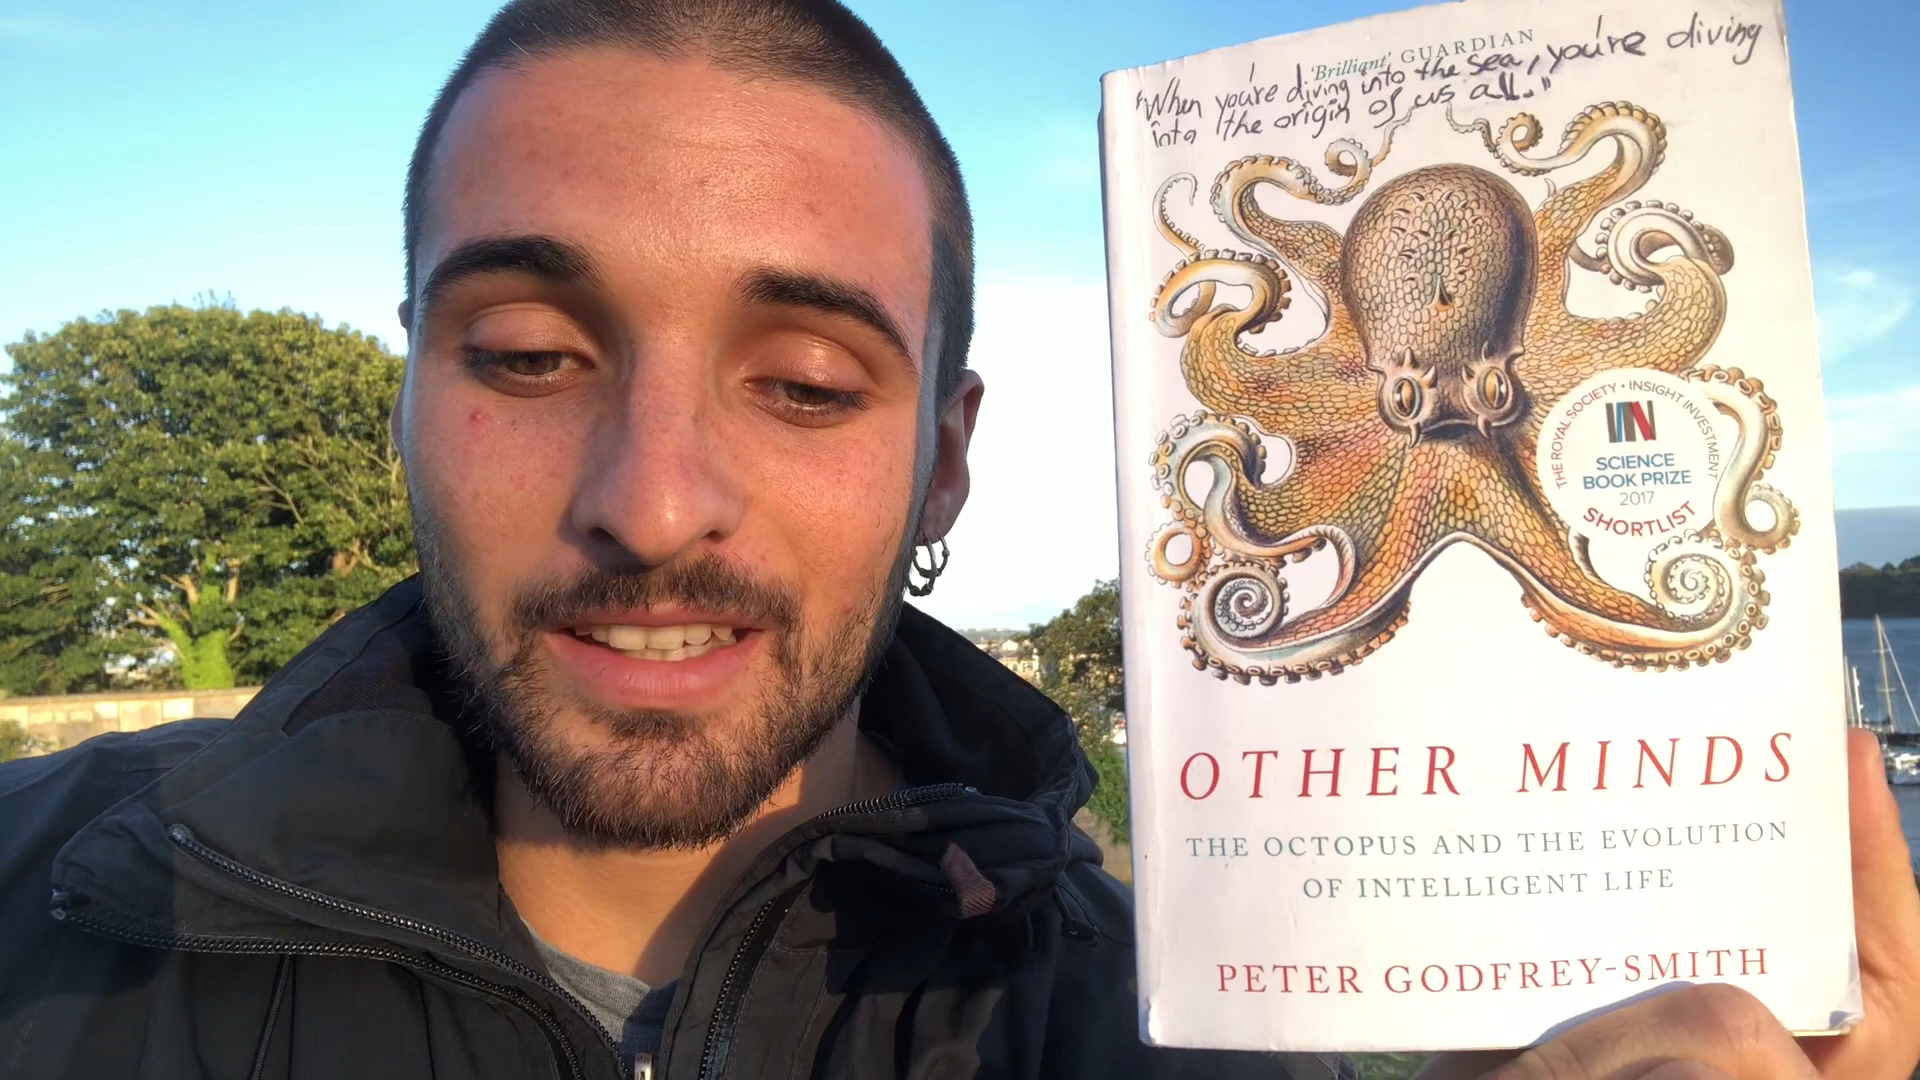 'Brilliant' GUARDIAN
"When you're diving into the sea, you're diving
into the origin of us all."
THE ROYAL SOCIETY • INSIGHT INVESTMENT
SCIENCE
BOOK PRIZE
2017
SHORTLIST
OTHER MINDS
THE OCTOPUS AND THE EVOLUTION
OF INTELLIGENT LIFE
PETER GODFREY-SMITH